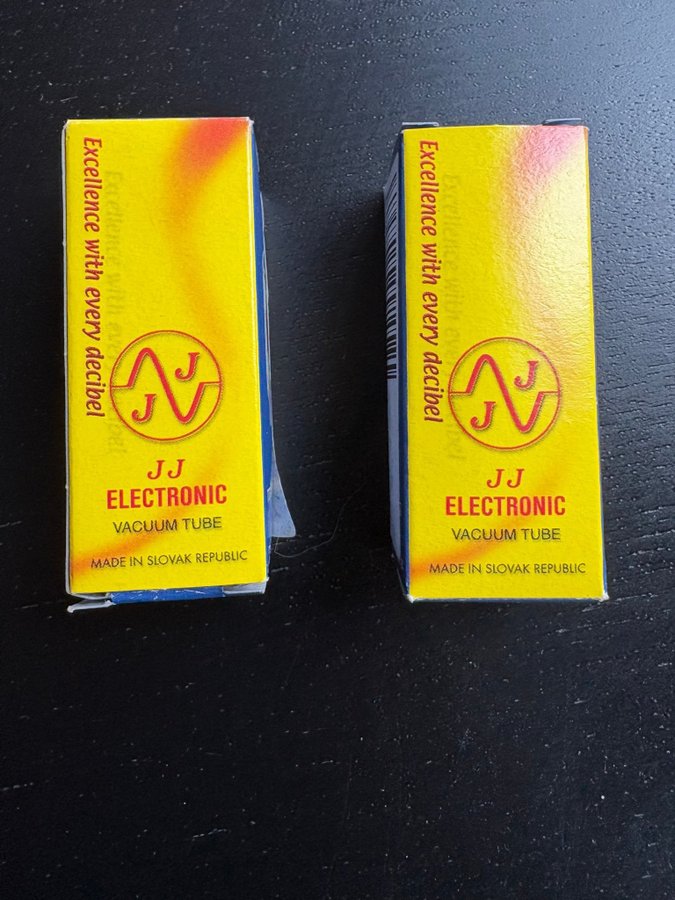 Excellence with every decibel
J
J
JJ
ELECTRONIC
VACUUM TUBE
MADE IN SLOVAK REPUBLIC
Excellence with every decibel
J
J
JJ
ELECTRONIC
VACUUM TUBE
MADE IN SLOVAK REPUBLIC